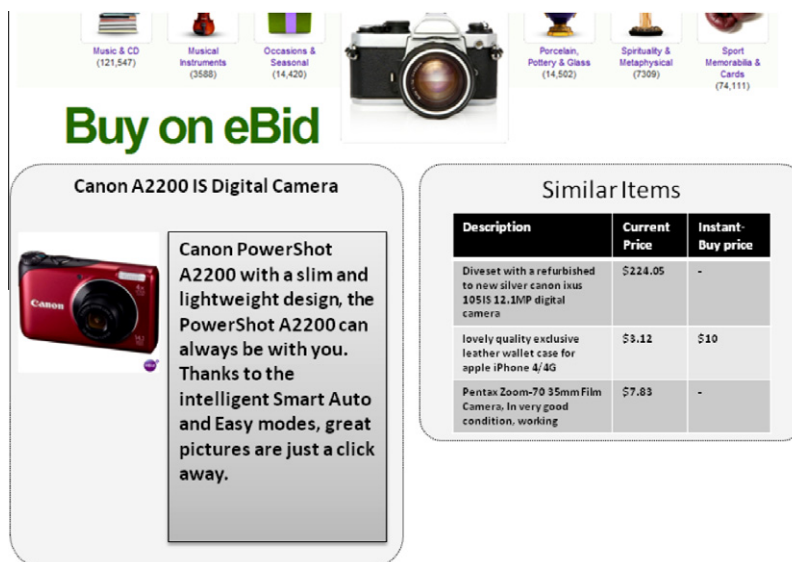 Music & CD
(121,547)
Musical
Instruments
(3588)
Occasions &
Seasonal
(14,420)
Porcelain,
Pottery & Glass
(14,502)
Spirituality &
Metaphysical
(7309)
Sport
Memorabilia &
Cards
(74,111)
Buy on eBid
Canon A2200 IS Digital Camera
Canon
Canon PowerShot
A2200 with a slim and
lightweight design, the
PowerShot A2200 can
always be with you.
Thanks to the
intelligent Smart Auto
and Easy modes, great
pictures are just a click
away.
Similar Items
Description Current Price Instant-Buy price
Diveset with a refurbished
to new silver canon ixus
105IS 12.1MP digital
camera
$224.05 -
lovely quality exclusive
leather wallet case for
apple iPhone 4/4G
$3.12 $10
Pentax Zoom-70 35mm Film
Camera, In very good
condition, working
$7.83 -